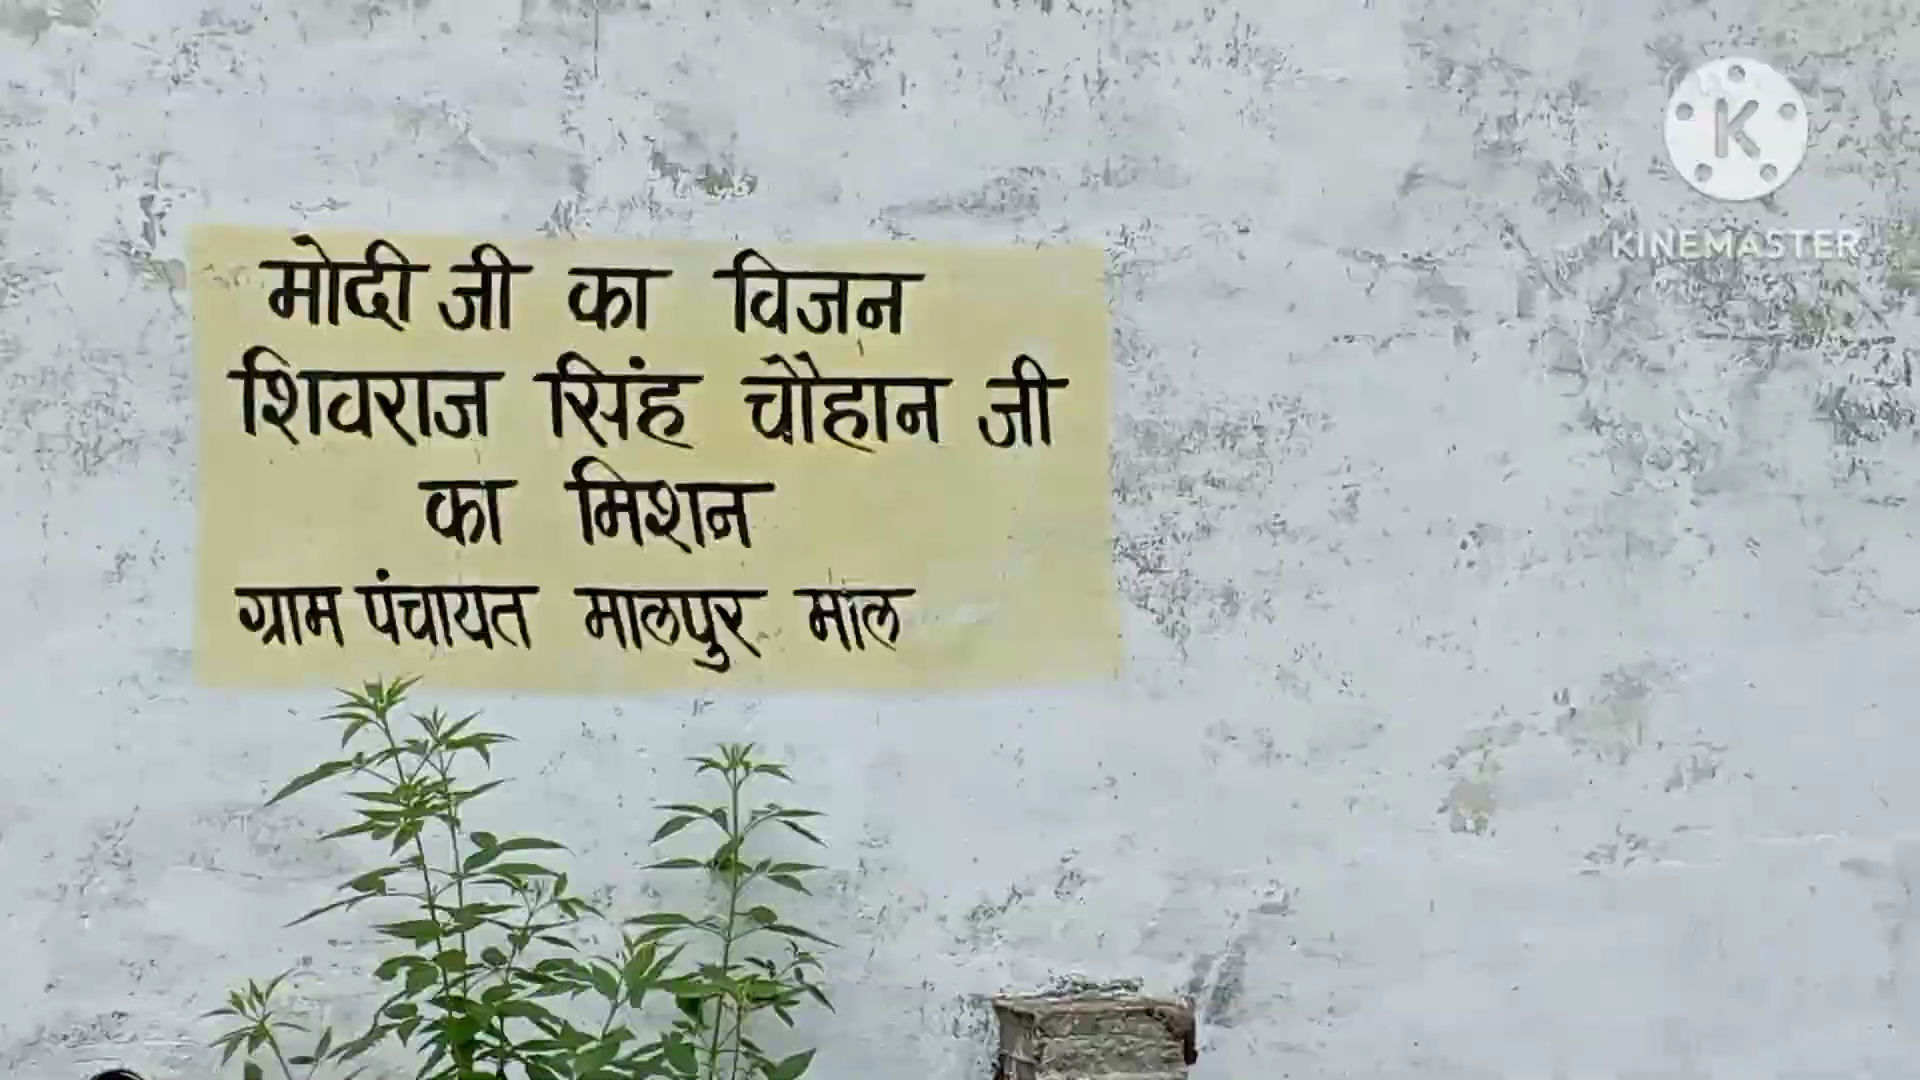 मोदी जी का विजन
शिवराज सिंह चौहान जी
का मिशन
ग्राम पंचायत मालपुर माल
K
KINEMASTER